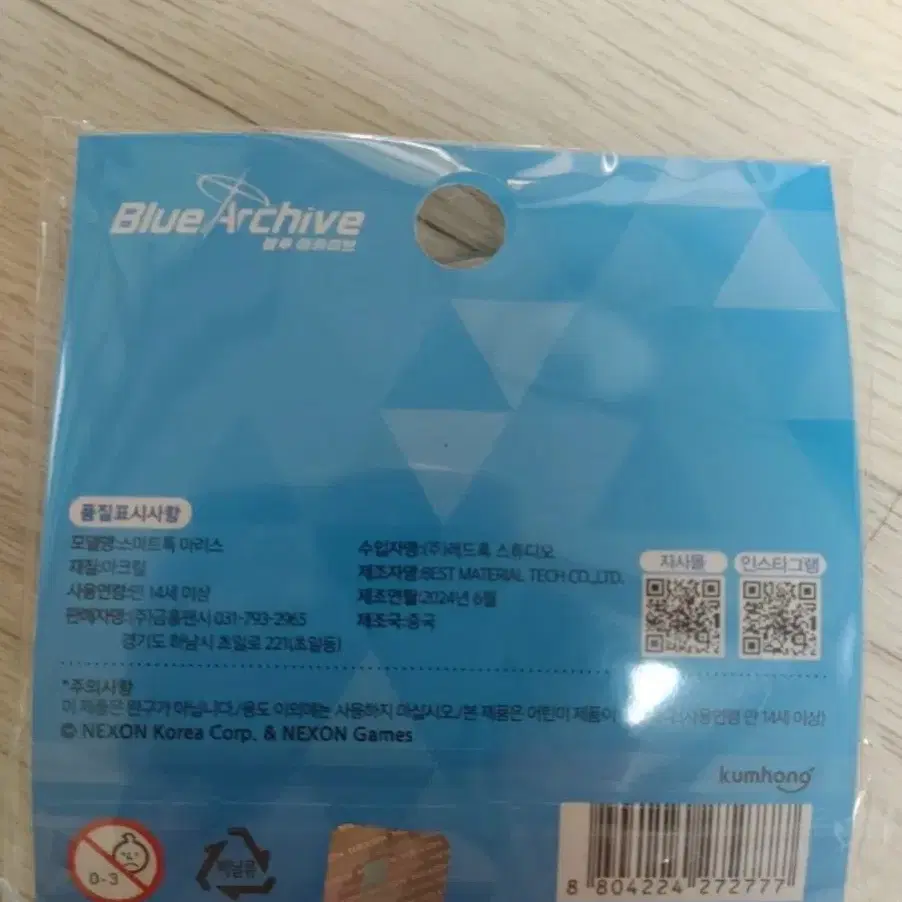 Blue Archive
블루 아카이브
품질표시사항
모델명:스마트톡 마리스
재질:아크릴
사용연령:만 14세 이상
판매자명:(주)금홍팬시 031-793-2965
경기도 하남시 초일로 221(초일동)
수입자명:(주)레드훅 스튜디오
제조자명:BEST MATERIAL TECH CO.,LTD.
제조연월:2024년 6월
제조국:중국
자사몰
인스타그램
*주의사항
이 제품은 완구가 아닙니다./용도 이외에는 사용하지 마십시오./본 제품은 어린이 제품이 (사용연령 만 14세 이상)
© NEXON Korea Corp. & NEXON Games
kumhong
0-3
비닐류
8 804224 272777